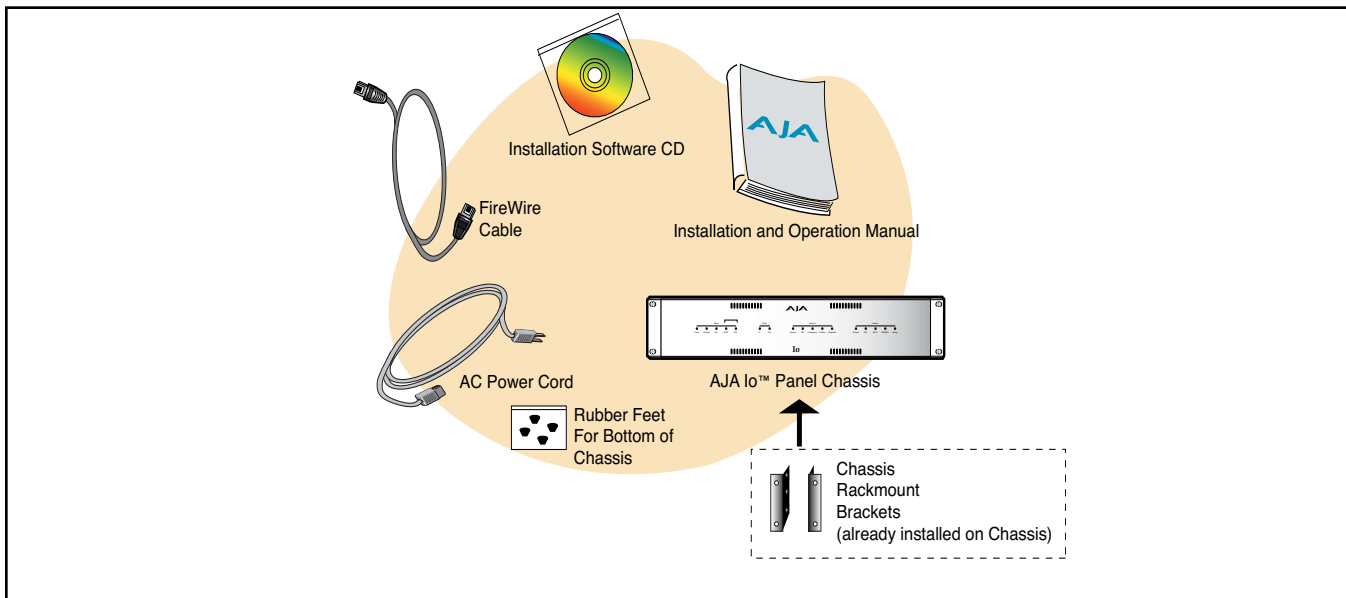 Installation Software CD
AJA
FireWire
Cable
Installation and Operation Manual
AJA
Io
AC Power Cord
AJA Io™ Panel Chassis
Rubber Feet
For Bottom of
Chassis
Chassis
Rackmount
Brackets
(already installed on Chassis)